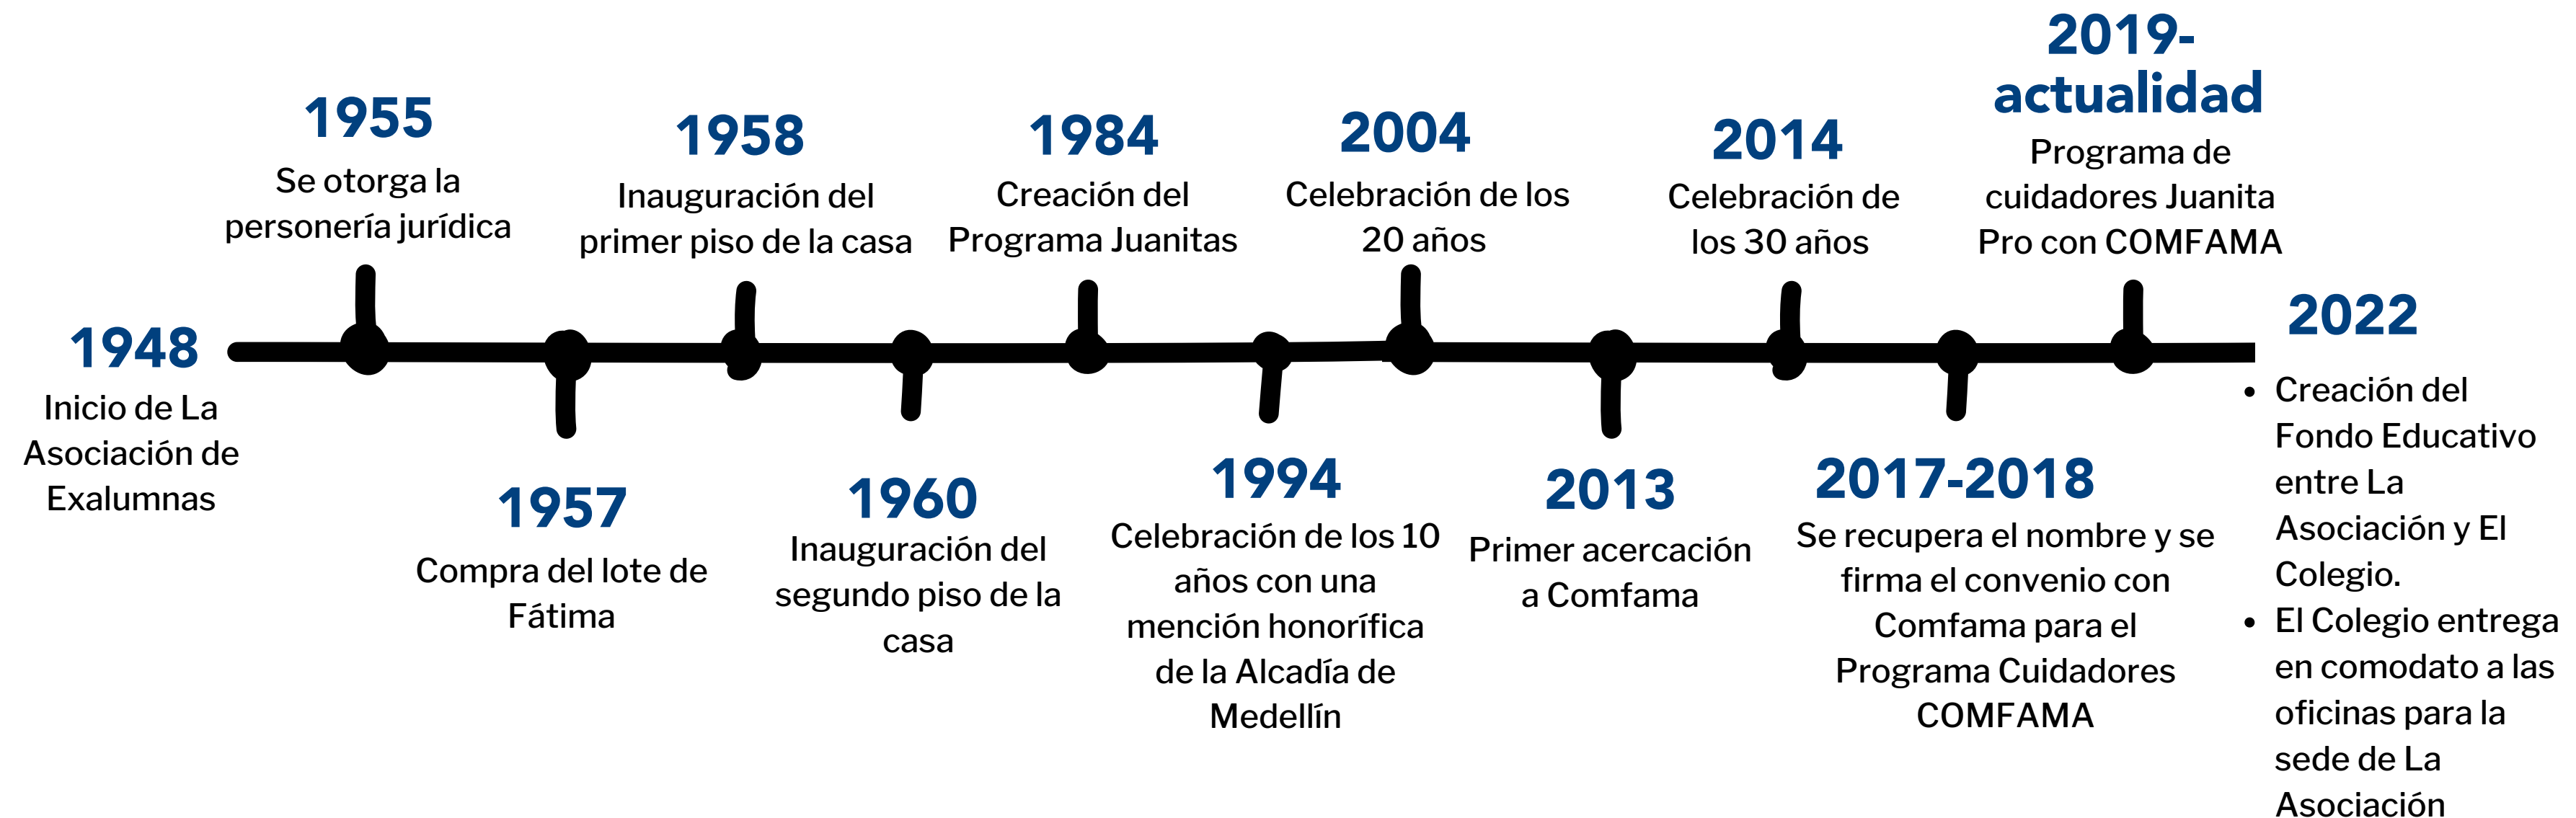 1948
Inicio de La
Asociación de
Exalumnas
1955
Se otorga la
personería jurídica
1957
Compra del lote de
Fátima
1958
Inauguración del
primer piso de la casa
1960
Inauguración del
segundo piso de la
casa
1984
Creación del
Programa Juanitas
1994
Celebración de los 10
años con una
mención honorífica
de la Alcadía de
Medellín
2004
Celebración de los
20 años
2013
Primer acercación
a Comfama
2014
Celebración de
los 30 años
2017-2018
Se recupera el nombre y se
firma el convenio con
Comfama para el
Programa Cuidadores
COMFAMA
2019-
actualidad
Programa de
cuidadores Juanita
Pro con COMFAMA
2022
• Creación del
Fondo Educativo
entre La
Asociación y El
Colegio.
• El Colegio entrega
en comodato a las
oficinas para la
sede de La
Asociación